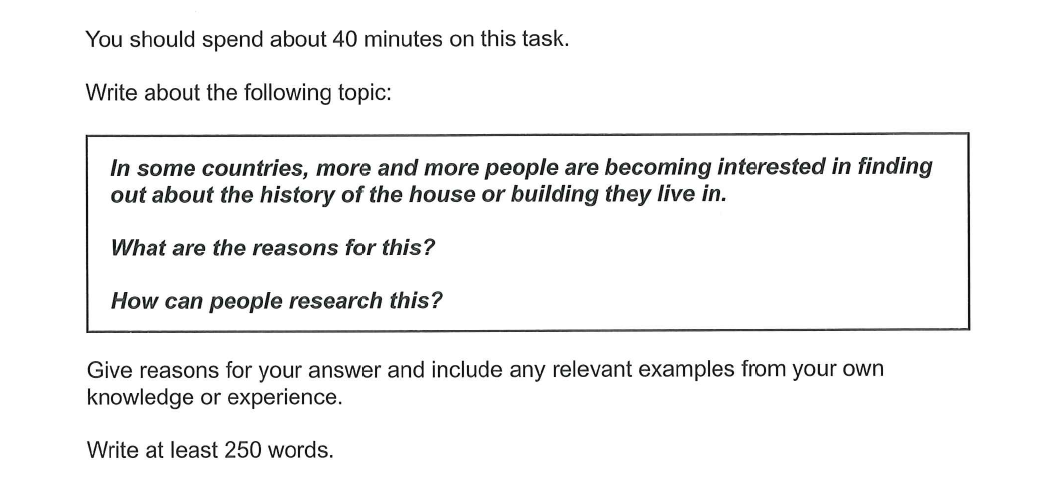 You should spend about 40 minutes on this task.
Write about the following topic:
In some countries, more and more people are becoming interested in finding
out about the history of the house or building they live in.
What are the reasons for this?
How can people research this?
Give reasons for your answer and include any relevant examples from your own
knowledge or experience.
Write at least 250 words.